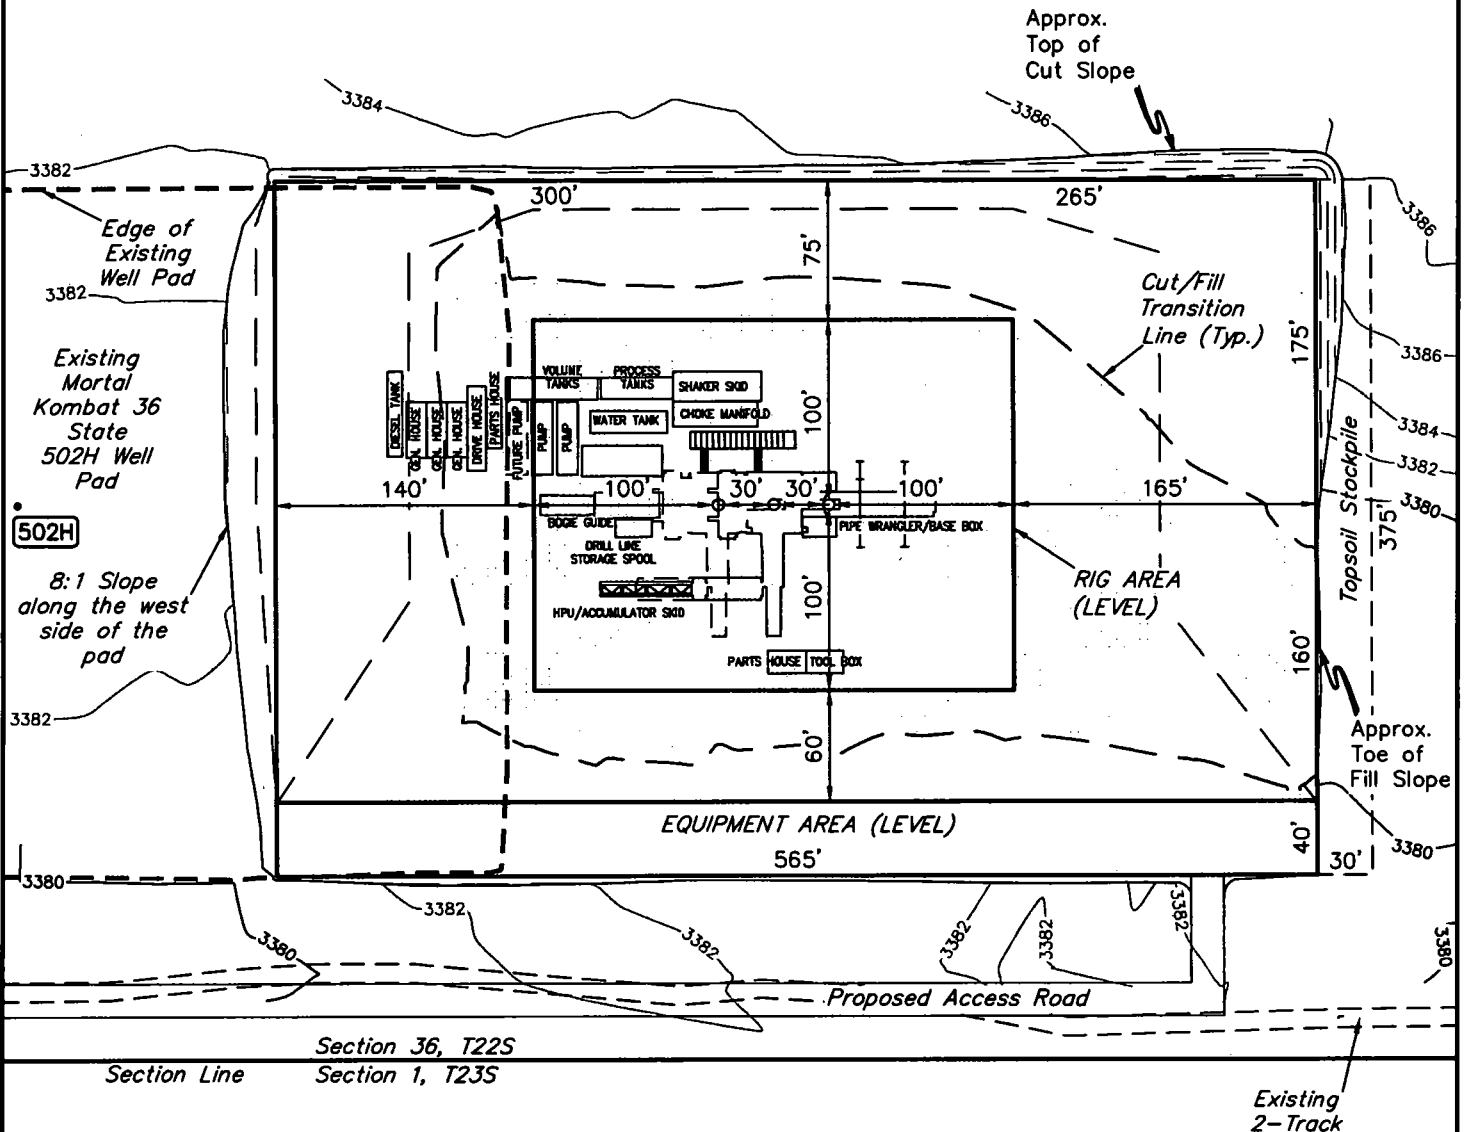 Approx.
Top of
Cut Slope
3384
3386
3382
300'
265'
Edge of
Existing
Well Pad
3386
75'
3382
Cut/Fill
Transition
Line (Typ.)
175'
3386
Existing
Mortal
Kombat 36
State
502H Well
Pad
VOLUME
TANKS
PROCESS
TANKS
SHAKER SKID
DIESEL TANK
GEN. HOUSE
GEN. HOUSE
GEN. HOUSE
DRIVE HOUSE
PARTS HOUSE
FUTURE PUMP
PUMP
PUMP
WATER TANK
CHOKE MANIFOLD
100'
3384
3382
3380
Topsoil Stockpile
375'
140'
100'
30'
30'
100'
165'
502H
BOGIE GUIDE
PIPE WRANGLER/BASE BOX
DRILL LINE
STORAGE SPOOL
8:1 Slope
along the west
side of the
pad
RIG AREA
(LEVEL)
HPU/ACCUMULATOR SKID
100'
160'
PARTS HOUSE
TOOL BOX
3382
60'
Approx.
Toe of
Fill Slope
EQUIPMENT AREA (LEVEL)
565'
40'
30'
3380
3380
3382
3380
3382
3382
3382
3382
3380
Proposed Access Road
Section 36, T22S
Section Line
Section 1, T23S
Existing
2-Track